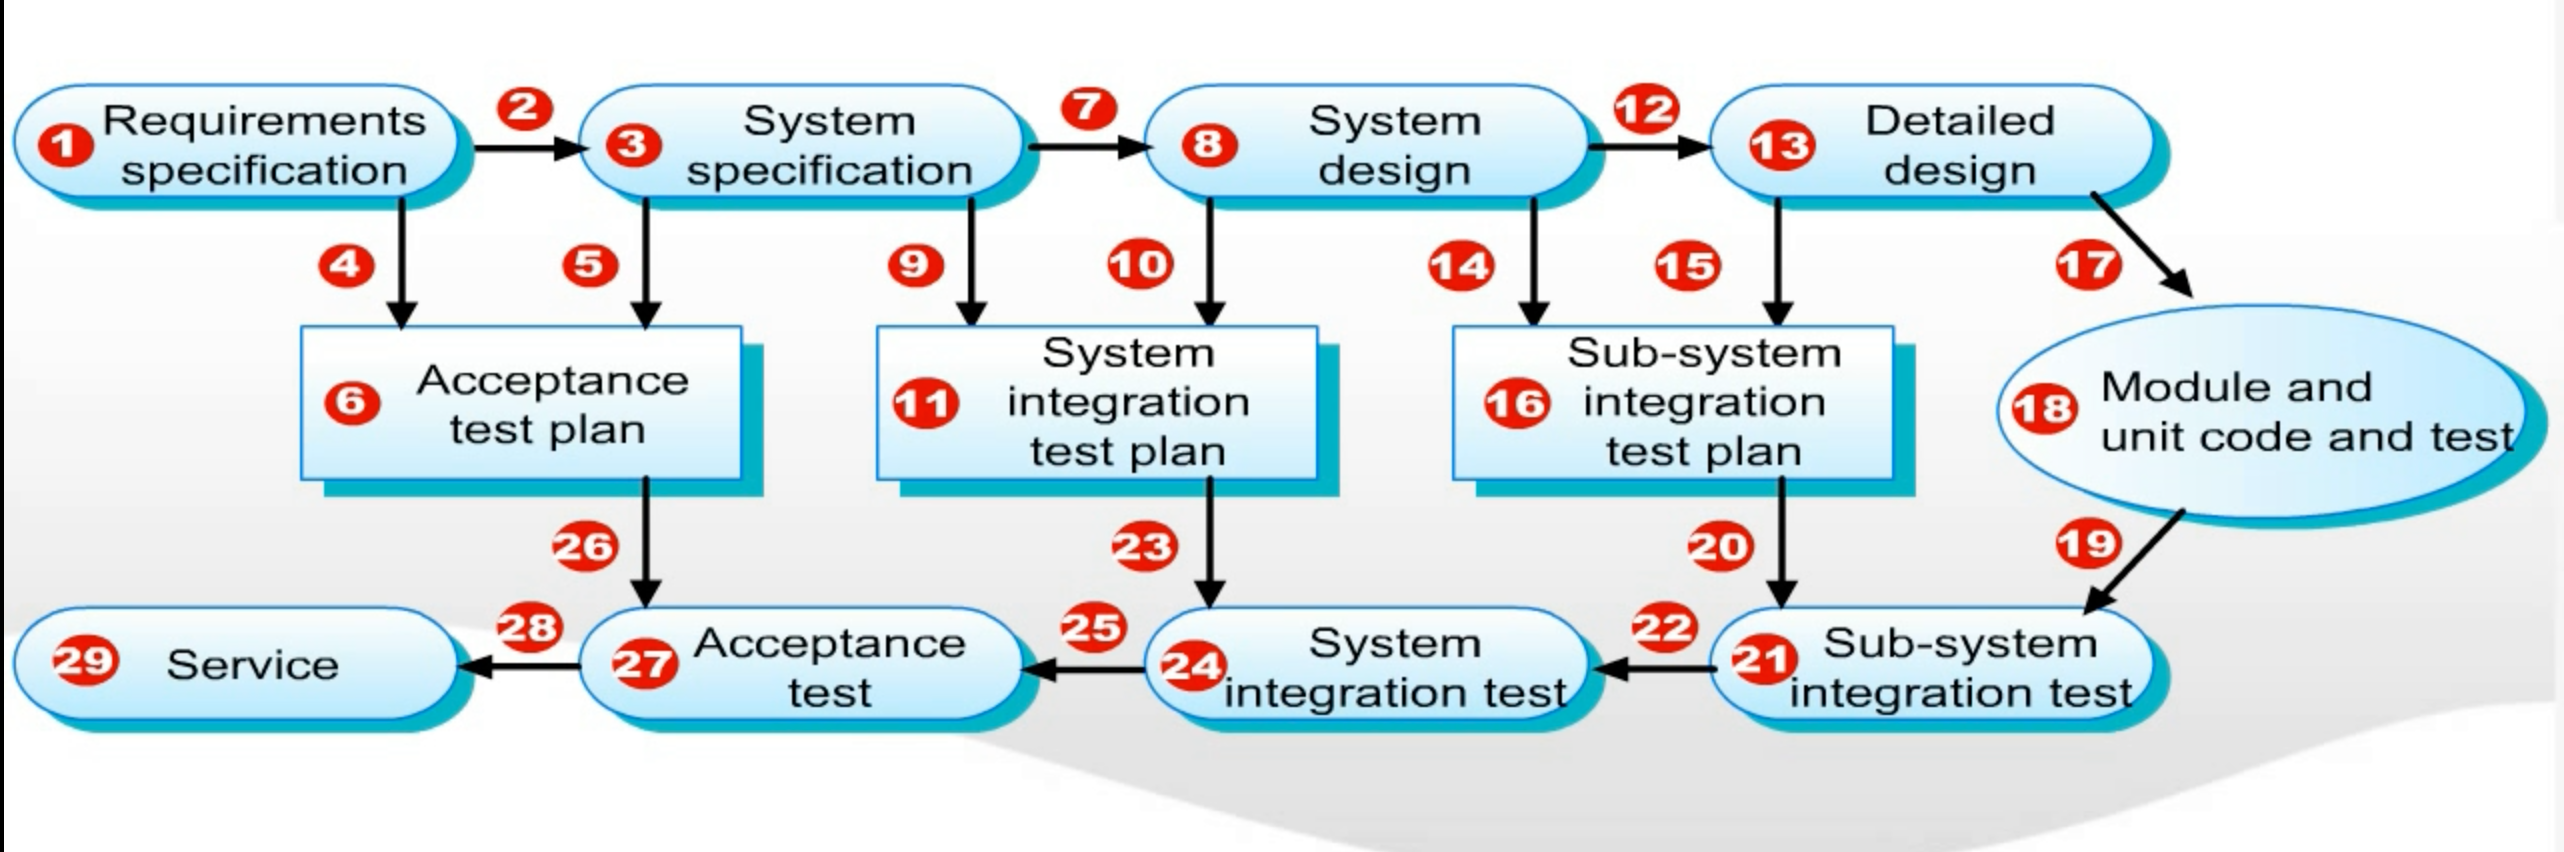 2
7
12
1 Requirements
specification
3 System
specification
8 System
design
13 Detailed
design
4
5
9
10
14
15
17
6 Acceptance
test plan
11 System
integration
test plan
16 Sub-system
integration
test plan
18 Module and
unit code and test
26
23
20
19
28
25
22
29 Service
27 Acceptance
test
24 System
integration test
21 Sub-system
integration test